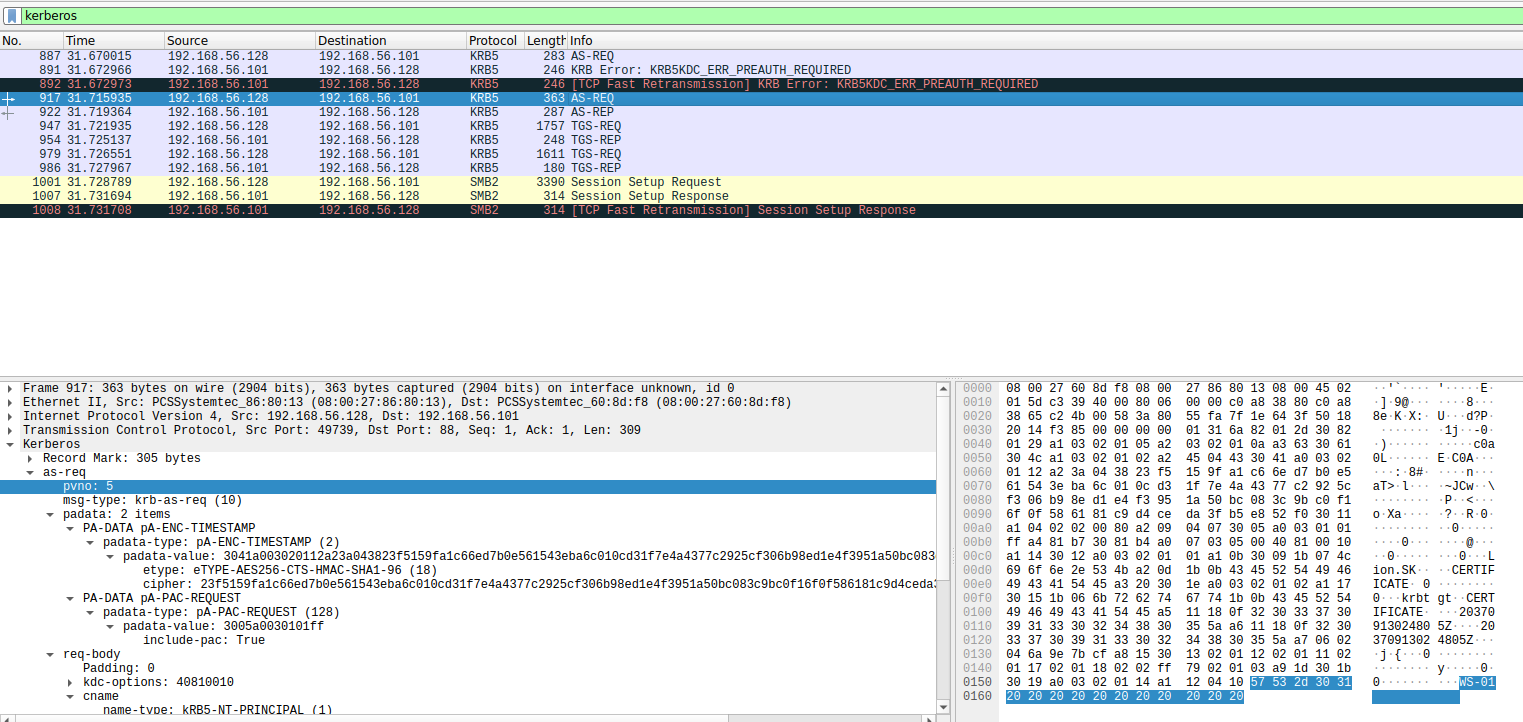 kerberos
No. Time Source Destination Protocol Length Info
887 31.670015 192.168.56.128 192.168.56.101 KRB5 283 AS-REQ
891 31.672966 192.168.56.101 192.168.56.128 KRB5 246 KRB Error: KRB5KDC_ERR_PREAUTH_REQUIRED
892 31.672973 192.168.56.101 192.168.56.128 KRB5 246 [TCP Fast Retransmission] KRB Error: KRB5KDC_ERR_PREAUTH_REQUIRED
917 31.715935 192.168.56.128 192.168.56.101 KRB5 363 AS-REQ
922 31.719364 192.168.56.101 192.168.56.128 KRB5 287 AS-REP
947 31.721935 192.168.56.128 192.168.56.101 KRB5 1757 TGS-REQ
954 31.725137 192.168.56.101 192.168.56.128 KRB5 248 TGS-REP
979 31.726551 192.168.56.128 192.168.56.101 KRB5 1611 TGS-REQ
986 31.727967 192.168.56.101 192.168.56.128 KRB5 180 TGS-REP
1001 31.728789 192.168.56.128 192.168.56.101 SMB2 3390 Session Setup Request
1007 31.731694 192.168.56.101 192.168.56.128 SMB2 314 Session Setup Response
1008 31.731708 192.168.56.101 192.168.56.128 SMB2 314 [TCP Fast Retransmission] Session Setup Response
Frame 917: 363 bytes on wire (2904 bits), 363 bytes captured (2904 bits) on interface unknown, id 0
Ethernet II, Src: PCSSystemtec_86:80:13 (08:00:27:86:80:13), Dst: PCSSystemtec_60:8d:f8 (08:00:27:60:8d:f8)
Internet Protocol Version 4, Src: 192.168.56.128, Dst: 192.168.56.101
Transmission Control Protocol, Src Port: 49739, Dst Port: 88, Seq: 1, Ack: 1, Len: 309
Kerberos
Record Mark: 305 bytes
as-req
pvno: 5
msg-type: krb-as-req (10)
padata: 2 items
PA-DATA pA-ENC-TIMESTAMP
padata-type: pA-ENC-TIMESTAMP (2)
padata-value: 3041a003020112a23a043823f5159fa1c66ed7b0e561543eba6c010cd31f7e4a4377c2925cf306b98ed1e4f3951a50bc083
etype: eTYPE-AES256-CTS-HMAC-SHA1-96 (18)
cipher: 23f5159fa1c66ed7b0e561543eba6c010cd31f7e4a4377c2925cf306b98ed1e4f3951a50bc083c9bc0f16f0f586181c9d4ceda
PA-DATA pA-PAC-REQUEST
padata-type: pA-PAC-REQUEST (128)
padata-value: 3005a0030101ff
include-pac: True
req-body
Padding: 0
kdc-options: 40810010
cname
name-type: kRB5-NT-PRINCIPAL (1)
0000 08 00 27 60 8d f8 08 00 27 86 80 13 08 00 45 02 ··'`···· '·····E·
0010 01 5d c3 39 40 00 80 06 00 00 c0 a8 38 80 c0 a8 ·]·9@··· ····8···
0020 38 65 c2 4b 00 58 3a 80 55 fa 7f 1e 64 3f 50 18 8e·K·X:· U···d?P·
0030 20 14 f3 85 00 00 00 00 01 31 6a 82 01 2d 30 82 ······· ·1j··-0·
0040 01 29 a1 03 02 01 05 a2 03 02 01 0a a3 63 30 61 ·)······ ·····c0a
0050 30 4c a1 03 02 01 02 a2 45 04 43 30 41 a0 03 02 0L······ E·C0A···
0060 01 12 a2 3a 04 38 23 f5 15 9f a1 c6 6e d7 b0 e5 ···:·8#· ····n···
0070 61 54 3e ba 6c 01 0c d3 1f 7e 4a 43 77 c2 92 5c aT>·l··· ·~JCw··\
0080 f3 06 b9 8e d1 e4 f3 95 1a 50 bc 08 3c 9b c0 f1 ········ ·P··<···
0090 6f 0f 58 61 81 c9 d4 ce da 3f b5 e8 52 f0 30 11 o·Xa···· ·?··R·0·
00a0 a1 04 02 02 00 80 a2 09 04 07 30 05 a0 03 01 01 ········ ··0·····
00b0 ff a4 81 b7 30 81 b4 a0 07 03 05 00 40 81 00 10 ····0··· ····@···
00c0 a1 14 30 12 a0 03 02 01 01 a1 0b 30 09 1b 07 4c ··0····· ···0···L
00d0 69 6f 6e 2e 53 4b a2 0d 1b 0b 43 45 52 54 49 46 ion.SK·· ··CERTIF
00e0 49 43 41 54 45 a3 20 30 1e a0 03 02 01 02 a1 17 ICATE· 0 ········
00f0 30 15 1b 06 6b 72 62 74 67 74 1b 0b 43 45 52 54 0···krbt gt··CERT
0100 49 46 49 43 41 54 45 a5 11 18 0f 32 30 33 37 30 IFICATE· ···20370
0110 39 31 33 30 32 34 38 30 35 5a a6 11 18 0f 32 30 91302480 5Z····20
0120 33 37 30 39 31 33 30 32 34 38 30 35 5a a7 06 02 37091302 4805Z···
0130 04 6a 9e 7b cf a8 15 30 13 02 01 12 02 01 11 02 ·j·{···0 ········
0140 01 17 02 01 18 02 02 ff 79 02 01 03 a9 1d 30 1b ········ y·····0·
0150 30 19 a0 03 02 01 14 a1 12 04 10 57 53 2d 30 31 0······· ···WS-01
0160 20 20 20 20 20 20 20 20 20 20 20